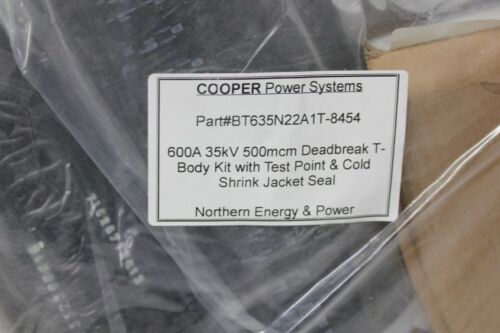 COOPER Power Systems
Part#BT635N22A1T-8454
600A 35kV 500mcm Deadbreak T-
Body Kit with Test Point & Cold
Shrink Jacket Seal
Northern Energy & Power